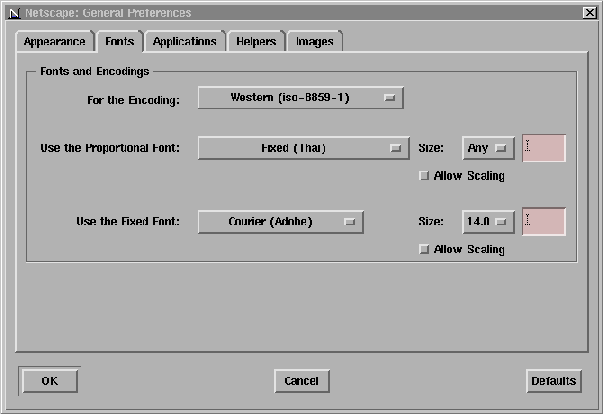 Netscape: General Preferences
Appearance Fonts Applications Helpers Images
Fonts and Encodings
For the Encoding: Western (iso-8859-1)
Use the Proportional Font: Fixed (Thai) Size: Any
Allow Scaling
Use the Fixed Font: Courier (Adobe) Size: 14.0
Allow Scaling
OK Cancel Defaults